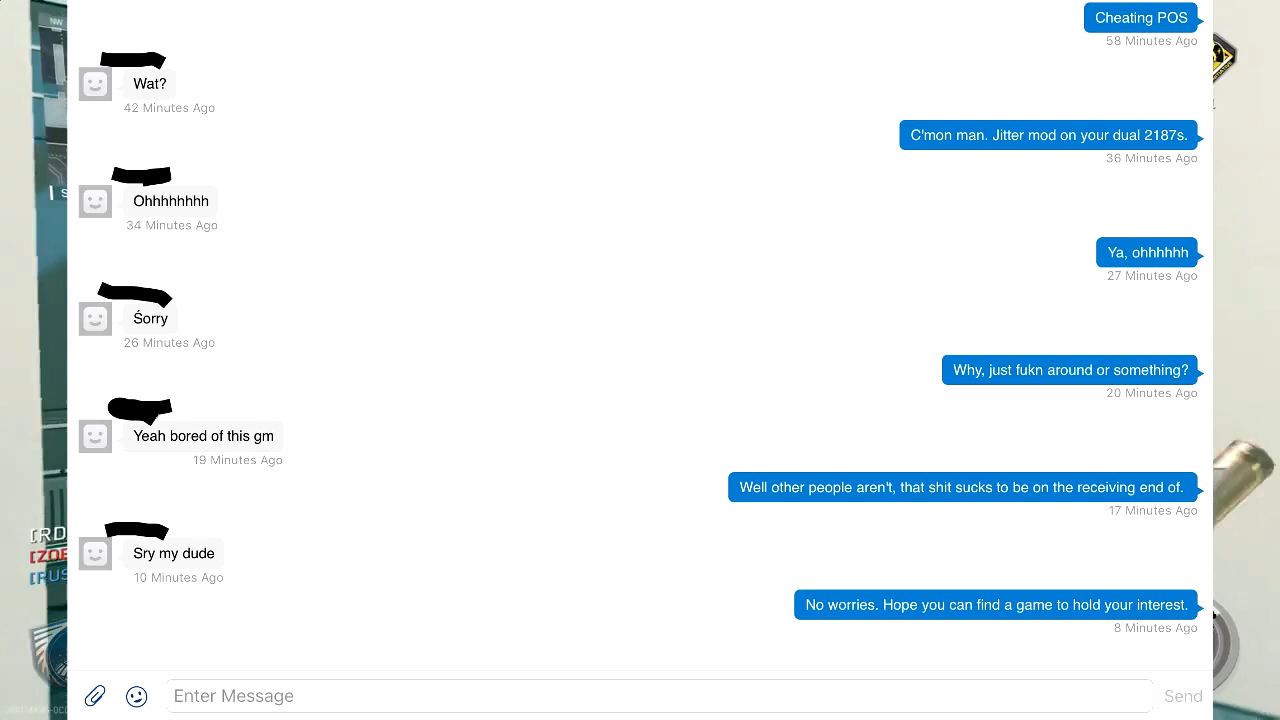 NW
Cheating POS
58 Minutes Ago
Wat?
42 Minutes Ago
C'mon man. Jitter mod on your dual 2187s.
36 Minutes Ago
Ohhhhhhhh
34 Minutes Ago
Ya, ohhhhhh
27 Minutes Ago
Śorry
26 Minutes Ago
Why, just fukn around or something?
20 Minutes Ago
Yeah bored of this gm
19 Minutes Ago
Well other people aren't, that shit sucks to be on the receiving end of.
17 Minutes Ago
[RD
Sry my dude
[ZOE
10 Minutes Ago
[RUS
No worries. Hope you can find a game to hold your interest.
8 Minutes Ago
Enter Message
Send